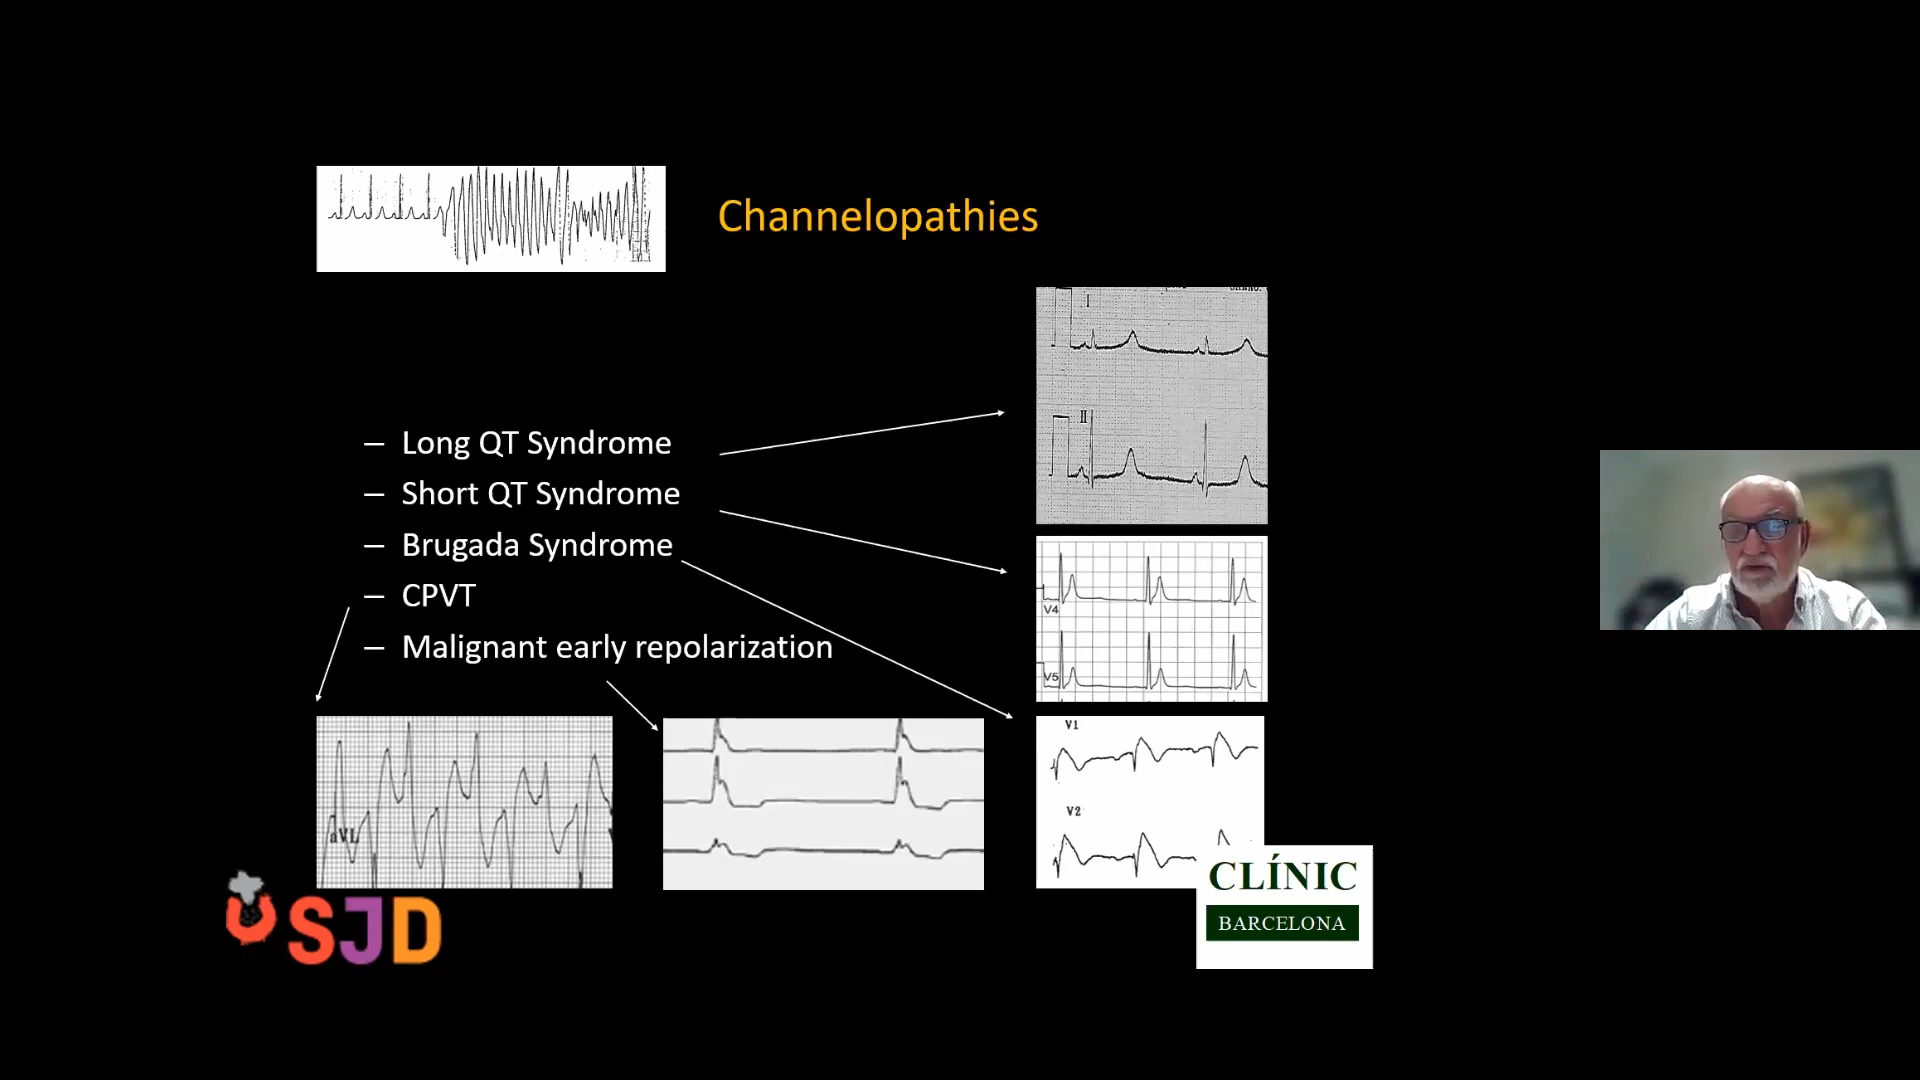 Channelopathies
I
II
– Long QT Syndrome
– Short QT Syndrome
– Brugada Syndrome
– CPVT
– Malignant early repolarization
V4
V5
V1
V2
aVL
SJD
CLÍNIC
BARCELONA